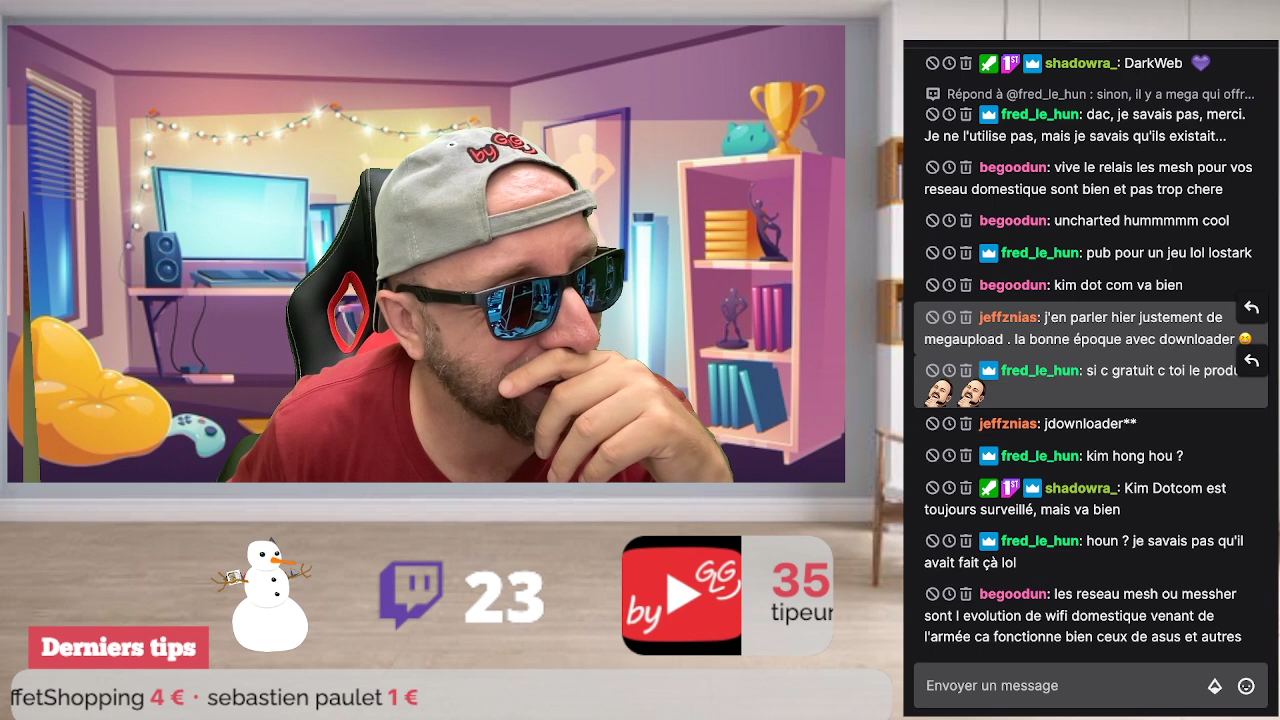 by GG
shadowra_: DarkWeb
Répond à @fred_le_hun : sinon, il y a mega qui offr...
fred_le_hun: dac, je savais pas, merci.
Je ne l'utilise pas, mais je savais qu'ils existait...
begoodun: vive le relais les mesh pour vos
reseau domestique sont bien et pas trop chere
begoodun: uncharted hummmmm cool
fred_le_hun: pub pour un jeu lol lostark
begoodun: kim dot com va bien
jeffznias: j'en parler hier justement de
megaupload . la bonne époque avec downloader
fred_le_hun: si c gratuit c toi le produ
jeffznias: jdownloader**
fred_le_hun: kim hong hou ?
1ST shadowra_: Kim Dotcom est
toujours surveillé, mais va bien
fred_le_hun: houn ? je savais pas qu'il
avait fait çà lol
begoodun: les reseau mesh ou messher
sont l evolution de wifi domestique venant de
l'armée ca fonctionne bien ceux de asus et autres
Envoyer un message
23
by GG
35
tipeur
Derniers tips
ffetShopping 4 € · sebastien paulet 1 €